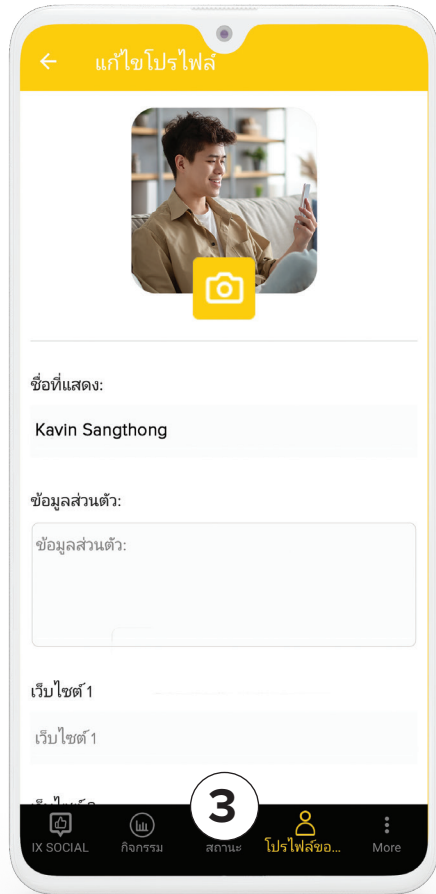 แก้ไขโปรไฟล์
ชื่อที่แสดง:
Kavin Sangthong
ข้อมูลส่วนตัว:
ข้อมูลส่วนตัว:
เว็บไซต์ 1
เว็บไซต์ 1
3
IX SOCIAL กิจกรรม สถานะ โปรไฟล์ขอ... More